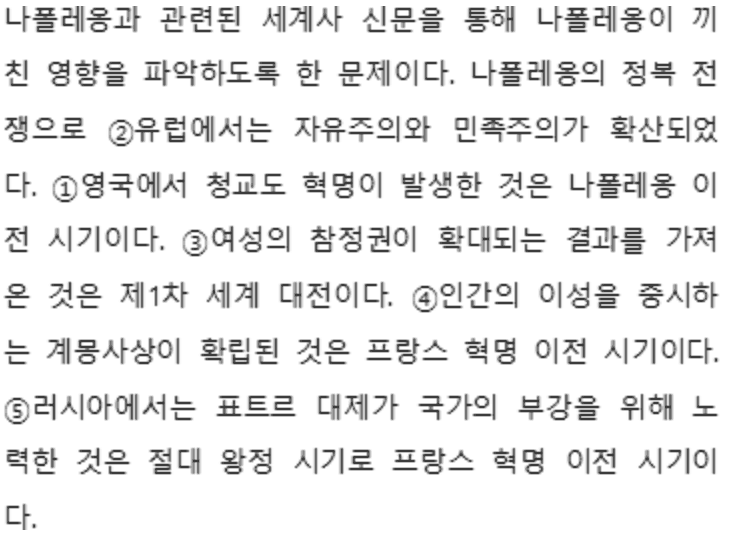 나폴레옹과 관련된 세계사 신문을 통해 나폴레옹이 끼
친 영향을 파악하도록 한 문제이다. 나폴레옹의 정복 전
쟁으로 ②유럽에서는 자유주의와 민족주의가 확산되었
다. ①영국에서 청교도 혁명이 발생한 것은 나폴레옹 이
전 시기이다. ③여성의 참정권이 확대되는 결과를 가져
온 것은 제1차 세계 대전이다. ④인간의 이성을 중시하
는 계몽사상이 확립된 것은 프랑스 혁명 이전 시기이다.
⑤러시아에서는 표트르 대제가 국가의 부강을 위해 노
력한 것은 절대 왕정 시기로 프랑스 혁명 이전 시기이
다.